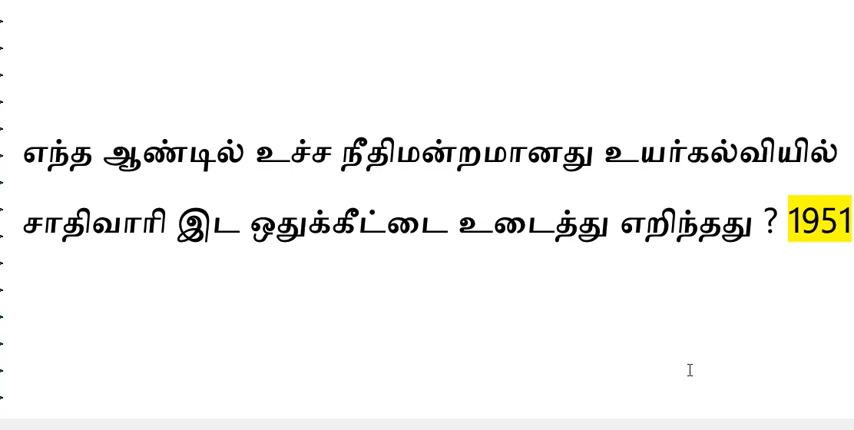 எந்த ஆண்டில் உச்ச நீதிமன்றமானது உயர்கல்வியில்
சாதிவாரி இட ஒதுக்கீட்டை உடைத்து எறிந்தது ? 1951